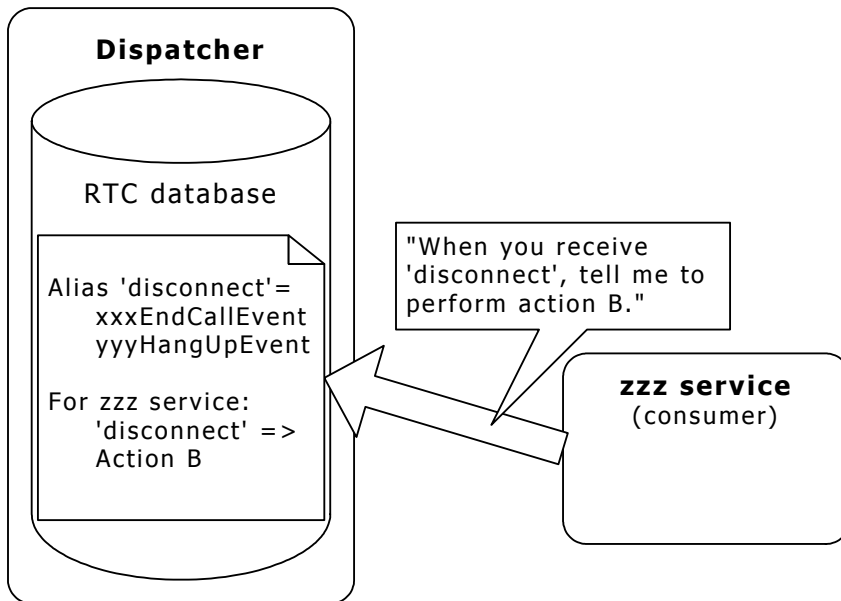 Dispatcher
RTC database
Alias 'disconnect'=
xxxEndCallEvent
yyyHangUpEvent
For zzz service:
'disconnect' =>
Action B
"When you receive
'disconnect', tell me to
perform action B."
zzz service
(consumer)